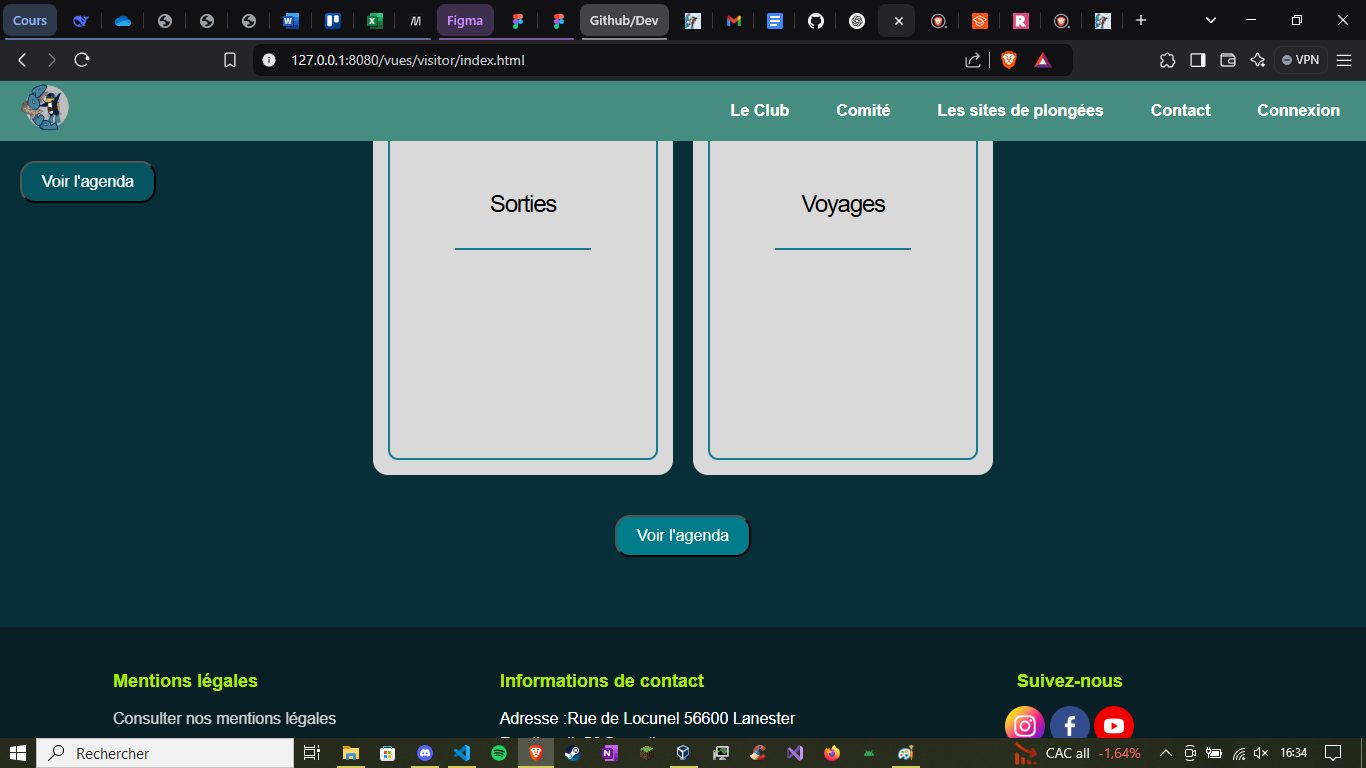 Cours
Figma
Github/Dev
127.0.0.1:8080/vues/visitor/index.html
VPN
Le Club
Comité
Les sites de plongées
Contact
Connexion
Voir l'agenda
Sorties
Voyages
Voir l'agenda
Mentions légales
Informations de contact
Suivez-nous
Consulter nos mentions légales
Adresse :Rue de Locunel 56600 Lanester
Rechercher
CAC all -1,64%
16:34